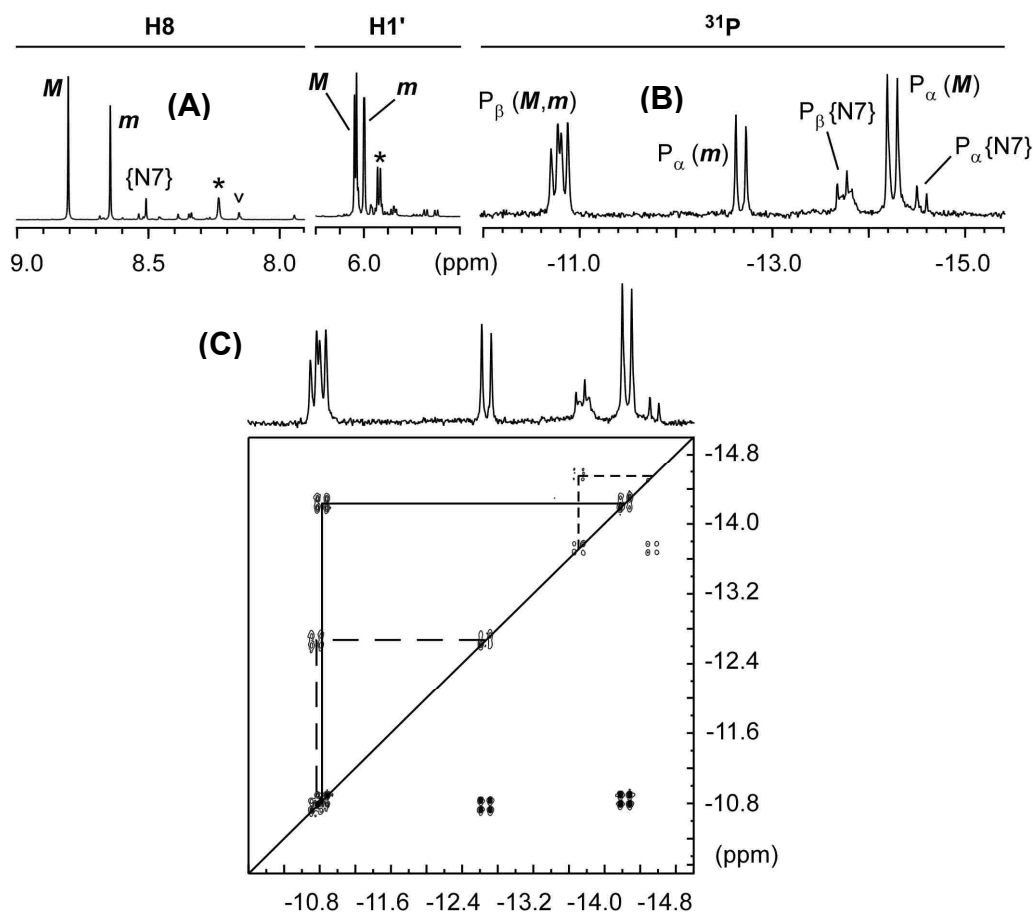 H8 H1' ³¹P
M m {N7} * v
(A)
M m *
(B)
Pβ (M,m)
Pα (m)
Pβ{N7}
Pα (M)
Pα{N7}
9.0 8.5 8.0 6.0 (ppm) -11.0 -13.0 -15.0
(C)
-14.8
-14.0
-13.2
-12.4
-11.6
-10.8
(ppm)
-10.8 -11.6 -12.4 -13.2 -14.0 -14.8